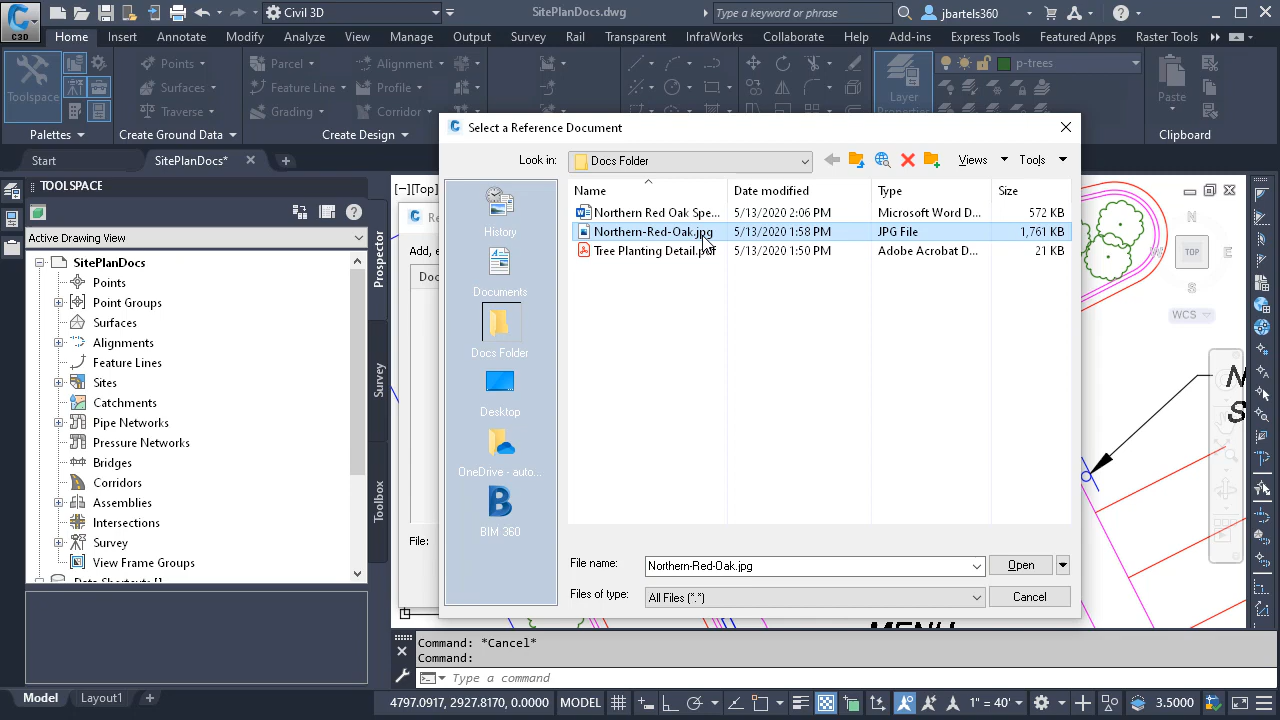 C3D
Civil 3D
SitePlanDocs.dwg
Type a keyword or phrase
jbartels360
Home Insert Annotate Modify Analyze View Manage Output Survey Rail Transparent InfraWorks Collaborate Help Add-ins Express Tools Featured Apps Raster Tools
Toolspace
Points
Surfaces
Traverse
Parcel
Feature Line
Grading
Alignment
Profile
Corridor
Layer
Properties
p-trees
Paste
Palettes
Create Ground Data
Create Design
Clipboard
Start
SitePlanDocs*
TOOLSPACE
Active Drawing View
SitePlanDocs
Points
Point Groups
Surfaces
Alignments
Feature Lines
Sites
Catchments
Pipe Networks
Pressure Networks
Bridges
Corridors
Assemblies
Intersections
Survey
View Frame Groups
Data Shortcuts []
Prospector
Survey
Toolbox
[-][Top]
Add, e
File:
Select a Reference Document
Look in:
Docs Folder
Views
Tools
History
Documents
Docs Folder
Desktop
OneDrive - auto...
BIM 360
Name Date modified Type Size
Northern Red Oak Spe... 5/13/2020 2:06 PM Microsoft Word D... 572 KB
Northern-Red-Oak.jpg 5/13/2020 1:58 PM JPG File 1,761 KB
Tree Planting Detail.pdf 5/13/2020 1:50 PM Adobe Acrobat D... 21 KB
File name: Northern-Red-Oak.jpg
Open
Files of type: All Files (*.*)
Cancel
N
TOP
E
S
WCS
N
S
MENU
Command: *Cancel*
Command:
Type a command
Model
Layout1
4797.0917, 2927.8170, 0.0000 MODEL
1" = 40'
3.5000